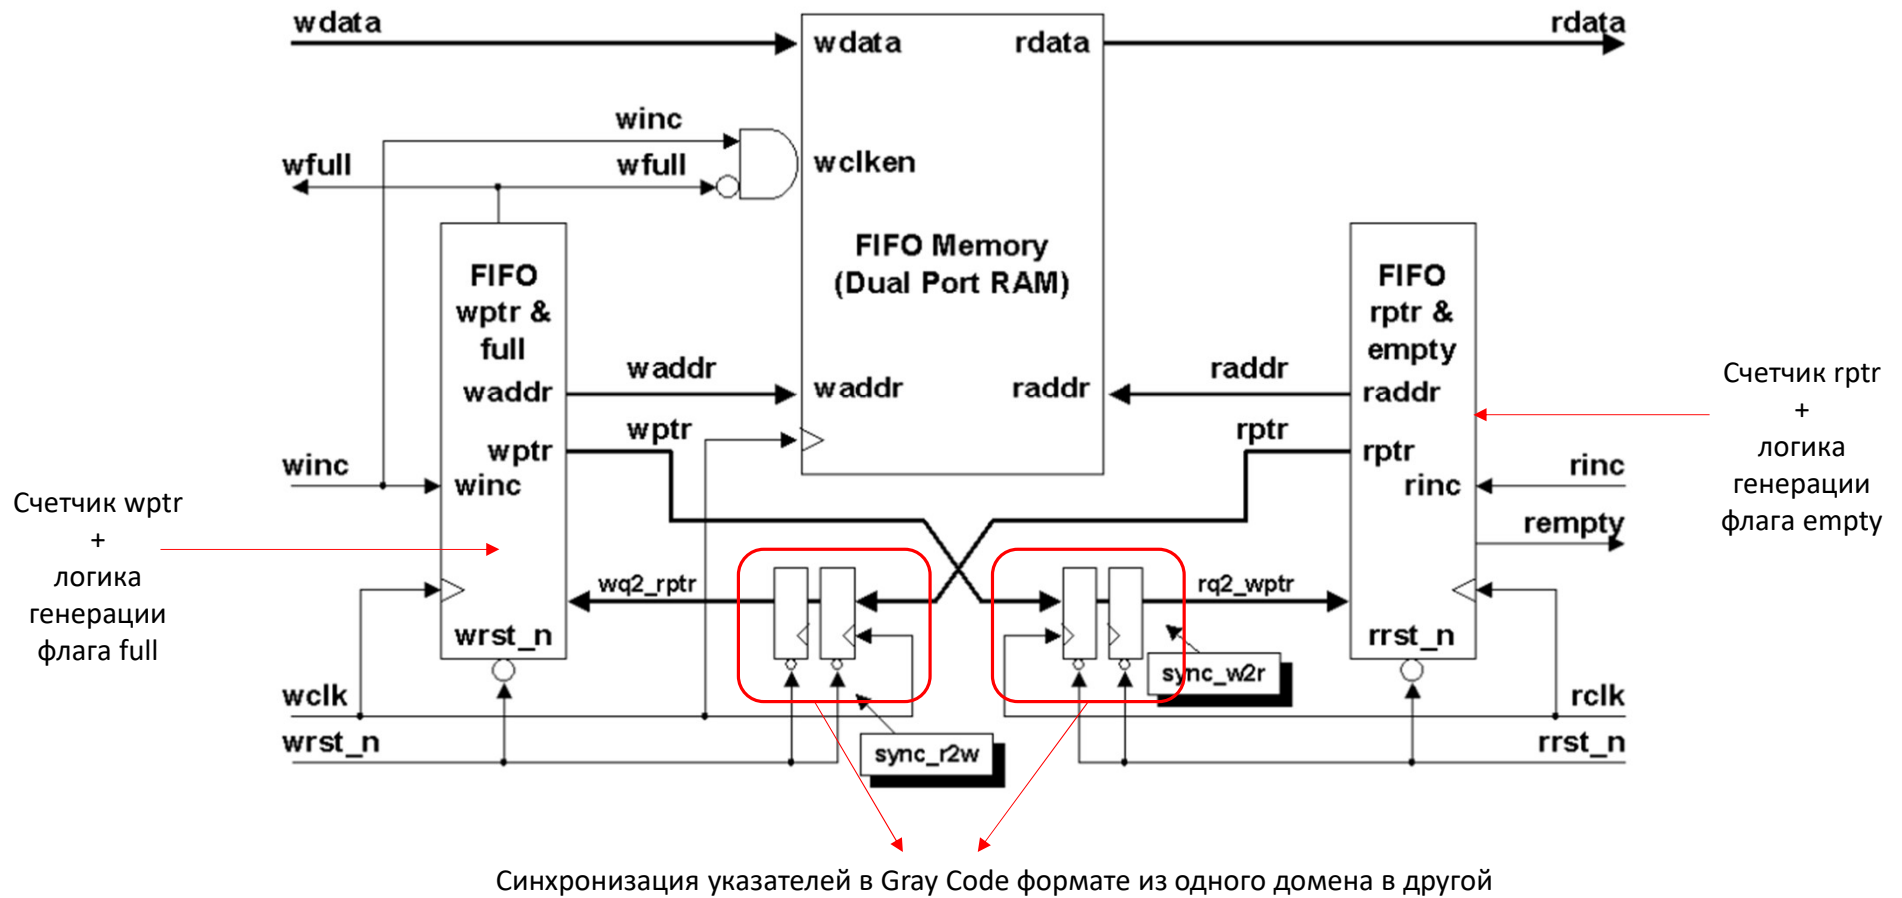 wdata
wdata
rdata
rdata
winc
wfull
wfull
wclken
FIFO Memory
(Dual Port RAM)
FIFO
wptr &
full
waddr
wptr
winc
wrst_n
FIFO
rptr &
empty
raddr
rptr
rinc
rrst_n
waddr
waddr
raddr
raddr
wptr
rptr
winc
rinc
rempty
Счетчик wptr
+
логика
генерации
флага full
Счетчик rptr
+
логика
генерации
флага empty
wq2_rptr
rq2_wptr
sync_w2r
sync_r2w
wclk
wrst_n
rclk
rrst_n
Синхронизация указателей в Gray Code формате из одного домена в другой